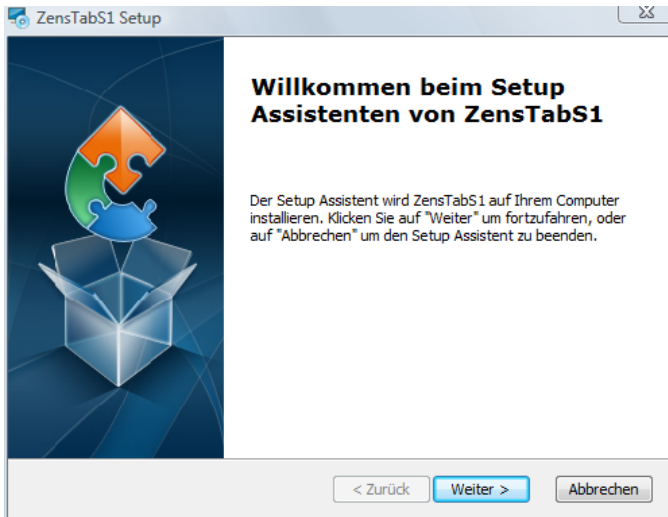 ZensTabS1 Setup
Willkommen beim Setup
Assistenten von ZensTabS1
Der Setup Assistent wird ZensTabS1 auf Ihrem Computer
installieren. Klicken Sie auf "Weiter" um fortzufahren, oder
auf "Abbrechen" um den Setup Assistent zu beenden.
< Zurück Weiter > Abbrechen